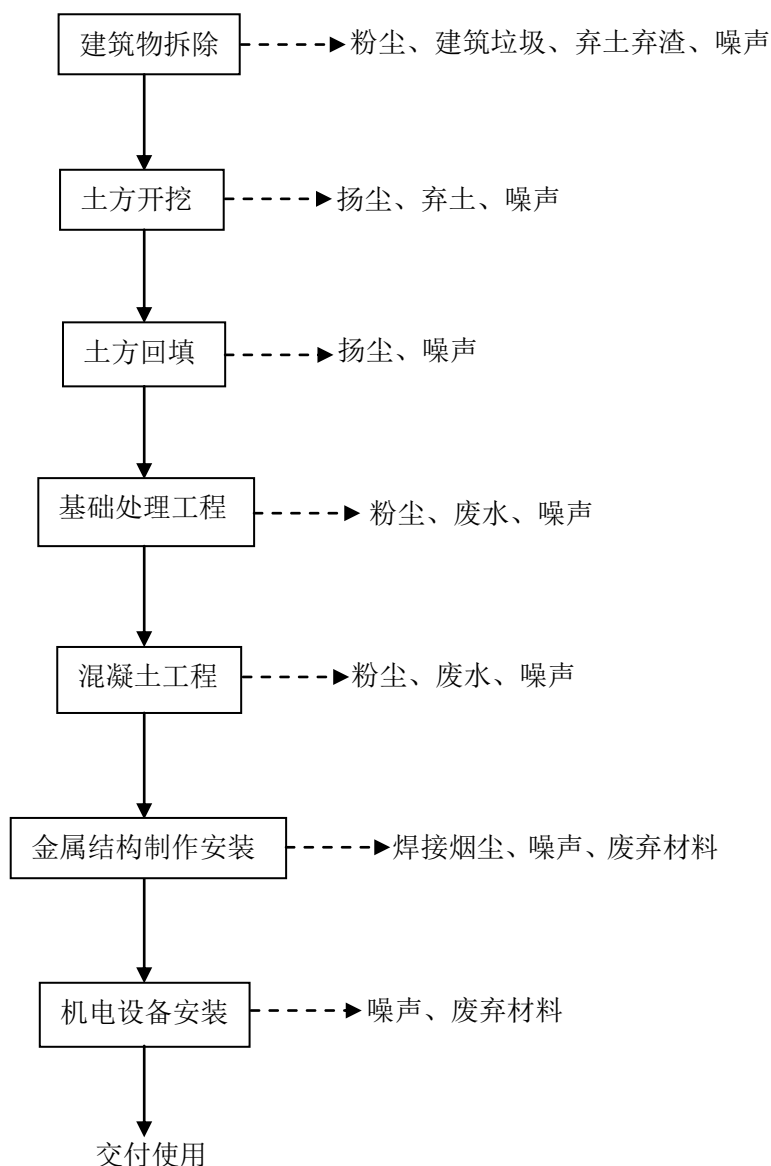 建筑物拆除
粉尘、建筑垃圾、弃土弃渣、噪声
土方开挖
扬尘、弃土、噪声
土方回填
扬尘、噪声
基础处理工程
粉尘、废水、噪声
混凝土工程
粉尘、废水、噪声
金属结构制作安装
焊接烟尘、噪声、废弃材料
机电设备安装
噪声、废弃材料
交付使用